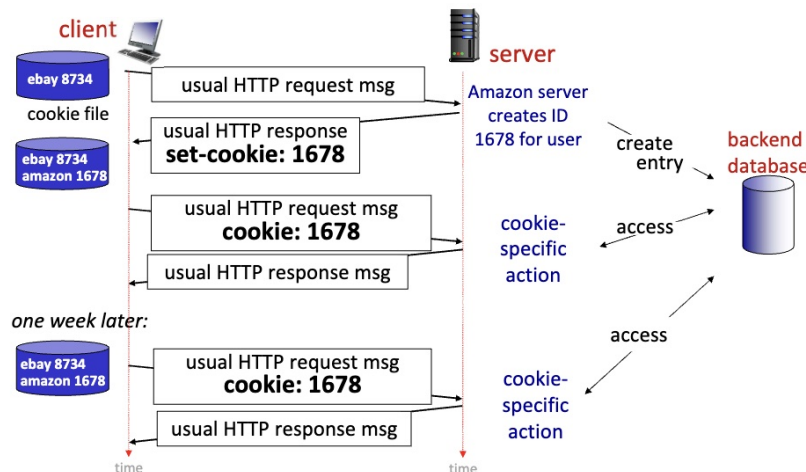 client
server
ebay 8734
cookie file
usual HTTP request msg
Amazon server
creates ID
1678 for user
usual HTTP response
set-cookie: 1678
ebay 8734
amazon 1678
create
entry
backend
database
usual HTTP request msg
cookie: 1678
cookie-
specific
action
access
usual HTTP response msg
one week later:
access
ebay 8734
amazon 1678
usual HTTP request msg
cookie: 1678
cookie-
specific
action
usual HTTP response msg
time
time